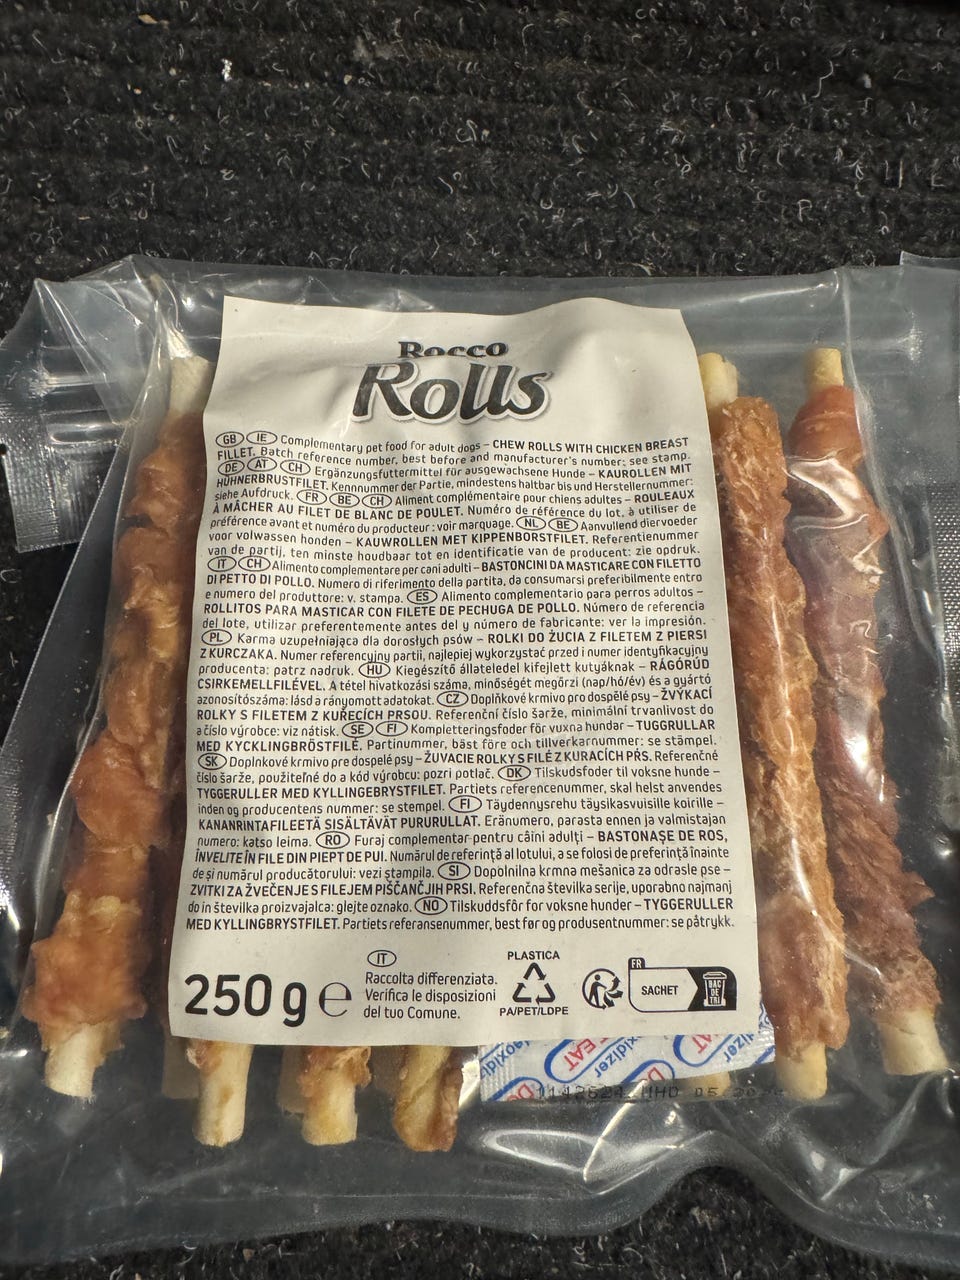 Rocco
Rolls
GB IE Complementary pet food for adult dogs – CHEW ROLLS WITH CHICKEN BREAST
FILLET. Batch reference number, best before and manufacturer's number: see stamp.
DE AT CH Ergänzungsfuttermittel für ausgewachsene Hunde – KAUROLLEN MIT
HÜHNERBRUSTFILET. Kennnummer der Partie, mindestens haltbar bis und Herstellernummer:
siehe Aufdruck. FR BE CH Aliment complémentaire pour chiens adultes – ROULEAUX
À MÂCHER AU FILET DE BLANC DE POULET. Numéro de référence du lot, à utiliser de
préférence avant et numéro du producteur : voir marquage. NL BE Aanvullend diervoeder
voor volwassen honden – KAUWROLLEN MET KIPPENBORSTFILET. Referentienummer
van de partij, ten minste houdbaar tot en identificatie van de producent: zie opdruk.
IT CH Alimento complementare per cani adulti – BASTONCINI DA MASTICARE CON FILETTO
DI PETTO DI POLLO. Numero di riferimento della partita, da consumarsi preferibilmente entro
e numero del produttore: v. stampa. ES Alimento complementario para perros adultos –
ROLLITOS PARA MASTICAR CON FILETE DE PECHUGA DE POLLO. Número de referencia
del lote, utilizar preferentemente antes del y número de fabricante: ver la impresión.
PL Karma uzupełniająca dla dorosłych psów – ROLKI DO ŻUCIA Z FILETEM Z PIERSI
Z KURCZAKA. Numer referencyjny partii, najlepiej wykorzystać przed i numer identyfikacyjny
producenta: patrz nadruk. HU Kiegészítő állateledel kifejlett kutyáknak – RÁGÓRÚD
CSIRKEMELLFILÉVEL. A tétel hivatkozási száma, minőségét megőrzi (nap/hó/év) és a gyártó
azonosítószáma: lásd a rányomott adatokat. CZ Doplňkové krmivo pro dospělé psy – ŽVÝKACÍ
ROLKY S FILETEM Z KUŘECÍCH PRSOU. Referenční číslo šarže, minimální trvanlivost do
a číslo výrobce: viz nátisk. SE FI Kompletteringsfoder för vuxna hundar – TUGGRULLAR
MED KYCKLINGBRÖSTFILÉ. Partinummer, bäst före och tillverkarnummer: se stämpel.
SK Doplnkové krmivo pre dospelé psy – ŽUVACIE ROLKY S FILÉ Z KURACÍCH PŔS. Referenčné
číslo šarže, použiteľné do a kód výrobcu: pozri potlač. DK Tilskudsfoder til voksne hunde –
TYGGERULLER MED KYLLINGEBRYSTFILET. Partiets referencenummer, skal helst anvendes
inden og producentens nummer: se stempel. FI Täydennysrehu täysikasvuisille koirille –
KANANRINTAFILEETÄ SISÄLTÄVÄT PURURULLAT. Eränumero, parasta ennen ja valmistajan
numero: katso leima. RO Furaj complementar pentru câini adulți – BASTONAȘE DE ROS,
ÎNVELITE ÎN FILE DIN PIEPT DE PUI. Numărul de referință al lotului, a se folosi de preferință înainte
de și numărul producătorului: vezi ștampila. SI Dopolnilna krmna mešanica za odrasle pse –
ZVITKI ZA ŽVEČENJE S FILEJEM PIŠČANČJIH PRSI. Referenčna številka serije, uporabno najmanj
do in številka proizvajalca: glejte oznako. NO Tilskuddsfôr for voksne hunder – TYGGERULLER
MED KYLLINGBRYSTFILET. Partiets referansenummer, best før og produsentnummer: se påtrykk.
250 g e
IT
Raccolta differenziata.
Verifica le disposizioni
del tuo Comune.
PLASTICA
PA/PET/LDPE
FR
SACHET
BAC
DE
TRI
EAT